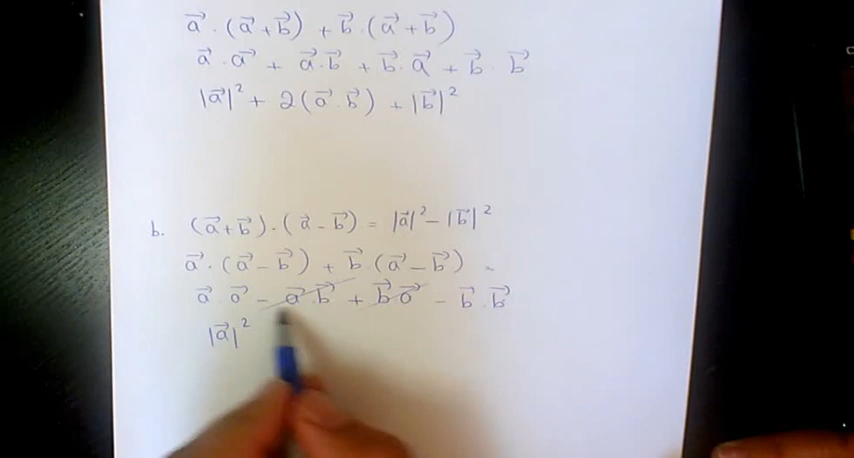 a⃗ · (a⃗ + b⃗) + b⃗ · (a⃗ + b⃗)
a⃗ · a⃗ + a⃗ · b⃗ + b⃗ · a⃗ + b⃗ · b⃗
|a⃗|² + 2(a⃗ · b⃗) + |b⃗|²
b. (a⃗ + b⃗) · (a⃗ - b⃗) = |a⃗|² - |b⃗|²
a⃗ · (a⃗ - b⃗) + b⃗ · (a⃗ - b⃗) =
a⃗ · a⃗ - a⃗ · b⃗ + b⃗ a⃗ - b⃗ · b⃗
|a⃗|²